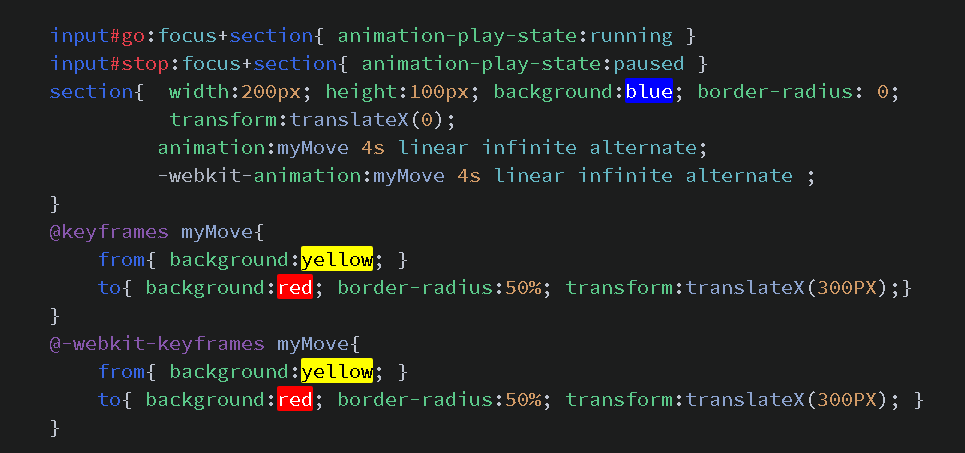 input#go:focus+section{ animation-play-state:running }
input#stop:focus+section{ animation-play-state:paused }
section{  width:200px; height:100px; background:blue; border-radius: 0;
          transform:translateX(0);
         animation:myMove 4s linear infinite alternate;
         -webkit-animation:myMove 4s linear infinite alternate ;
}
@keyframes myMove{
    from{ background:yellow; }
    to{ background:red; border-radius:50%; transform:translateX(300PX);}
}
@-webkit-keyframes myMove{
    from{ background:yellow; }
    to{ background:red; border-radius:50%; transform:translateX(300PX); }
}